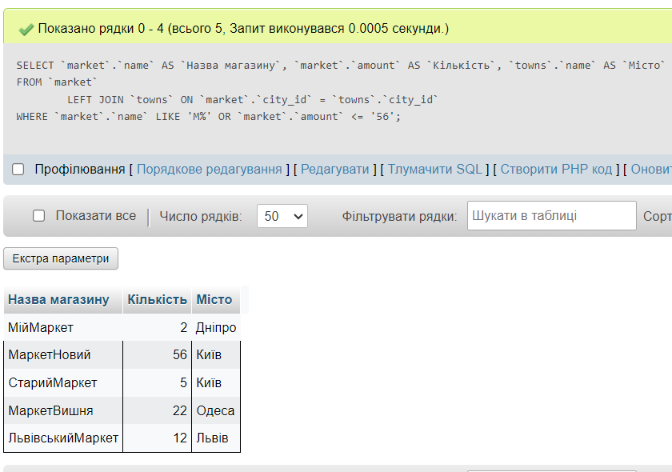 Показано рядки 0 - 4 (всього 5, Запит виконувався 0.0005 секунди.)
SELECT `market`.`name` AS `Назва магазину`, `market`.`amount` AS `Кількість`, `towns`.`name` AS `Місто`
FROM `market`
LEFT JOIN `towns` ON `market`.`city_id` = `towns`.`city_id`
WHERE `market`.`name` LIKE 'М%' OR `market`.`amount` <= '56';
Профілювання [ Порядкове редагування ] [ Редагувати ] [ Тлумачити SQL ] [ Створити PHP код ] [
Показати все | Число рядків: 50 Фільтрувати рядки: Шукати в таблиці
Екстра параметри
Назва магазину Кількість Місто
МійМаркет 2 Дніпро
МаркетНовий 56 Київ
СтарийМаркет 5 Київ
МаркетВишня 22 Одеса
ЛьвівськийМаркет 12 Львів